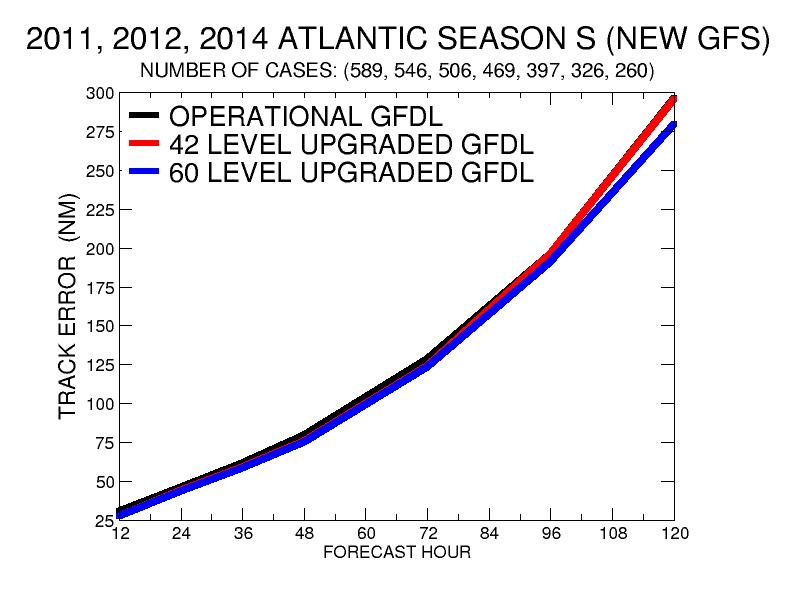 2011, 2012, 2014 ATLANTIC SEASON S (NEW GFS)
NUMBER OF CASES: (589, 546, 506, 469, 397, 326, 260)
OPERATIONAL GFDL
42 LEVEL UPGRADED GFDL
60 LEVEL UPGRADED GFDL
TRACK ERROR (NM)
300
275
250
225
200
175
150
125
100
75
50
25
12 24 36 48 60 72 84 96 108 120
FORECAST HOUR